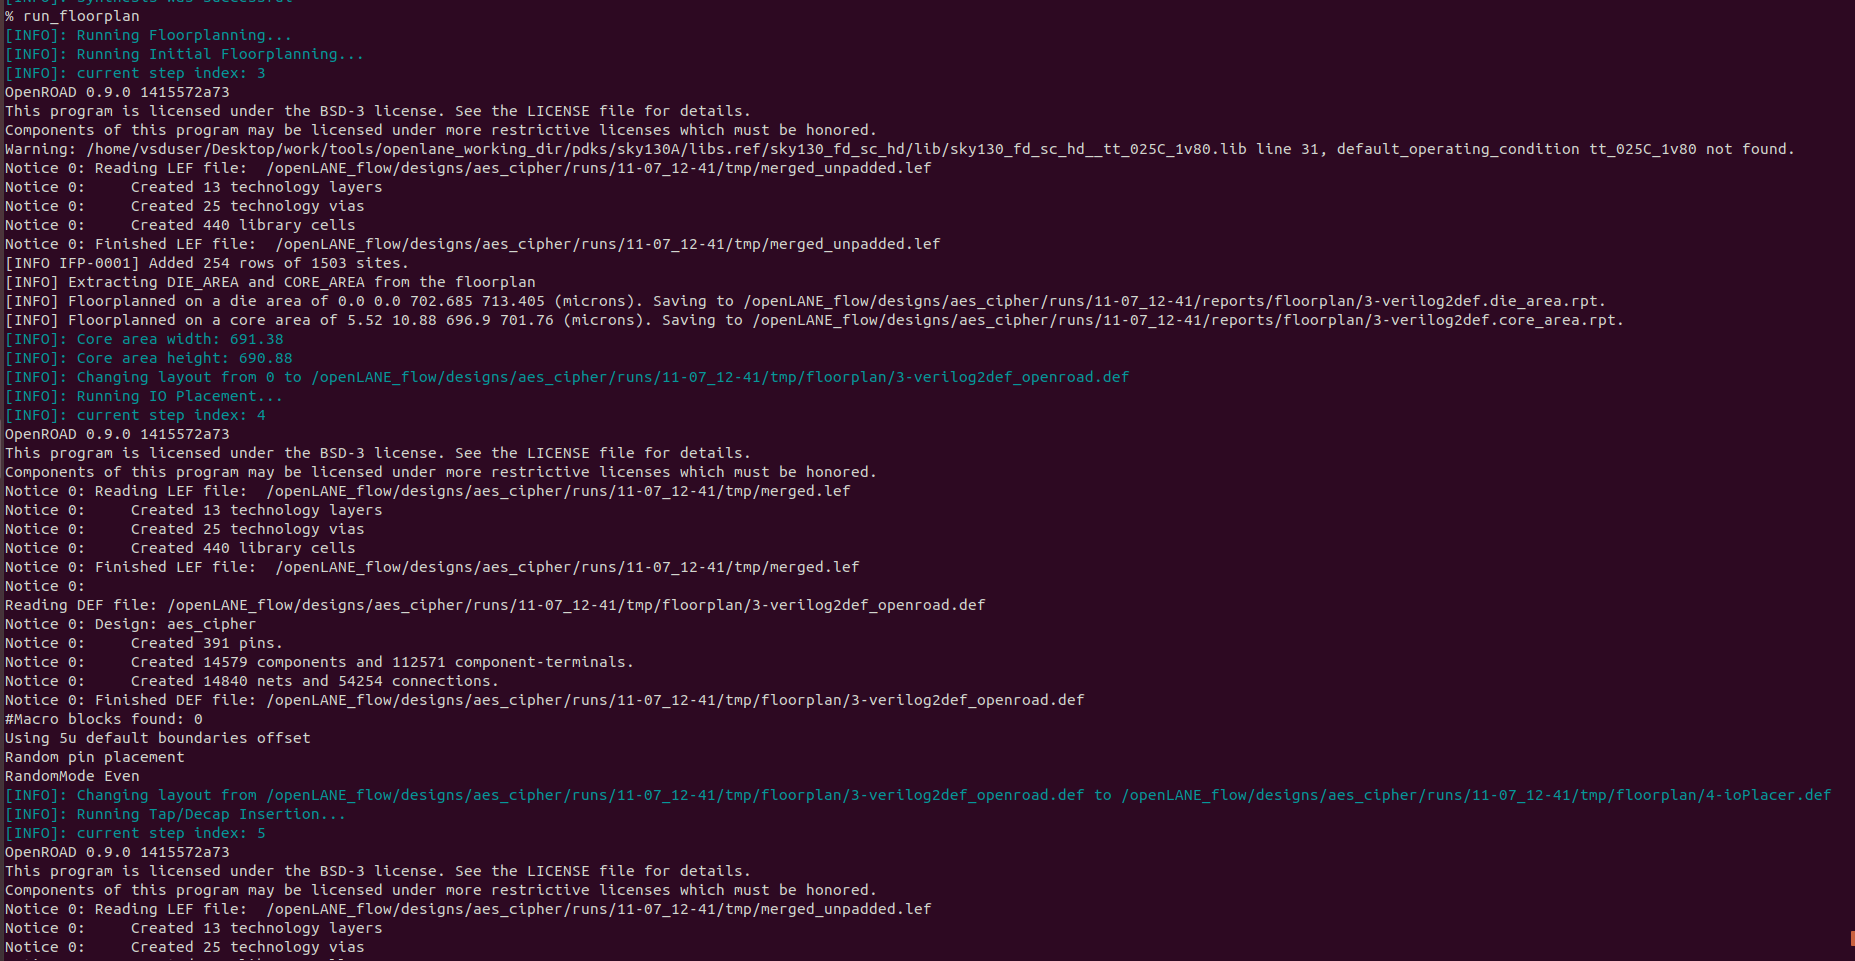 [INFO]: Synthesis was successful
% run_floorplan
[INFO]: Running Floorplanning...
[INFO]: Running Initial Floorplanning...
[INFO]: current step index: 3
OpenROAD 0.9.0 1415572a73
This program is licensed under the BSD-3 license. See the LICENSE file for details.
Components of this program may be licensed under more restrictive licenses which must be honored.
Warning: /home/vsduser/Desktop/work/tools/openlane_working_dir/pdks/sky130A/libs.ref/sky130_fd_sc_hd/lib/sky130_fd_sc_hd__tt_025C_1v80.lib line 31, default_operating_condition tt_025C_1v80 not found.
Notice 0: Reading LEF file:  /openLANE_flow/designs/aes_cipher/runs/11-07_12-41/tmp/merged_unpadded.lef
Notice 0:     Created 13 technology layers
Notice 0:     Created 25 technology vias
Notice 0:     Created 440 library cells
Notice 0: Finished LEF file:  /openLANE_flow/designs/aes_cipher/runs/11-07_12-41/tmp/merged_unpadded.lef
[INFO IFP-0001] Added 254 rows of 1503 sites.
[INFO] Extracting DIE_AREA and CORE_AREA from the floorplan
[INFO] Floorplanned on a die area of 0.0 0.0 702.685 713.405 (microns). Saving to /openLANE_flow/designs/aes_cipher/runs/11-07_12-41/reports/floorplan/3-verilog2def.die_area.rpt.
[INFO] Floorplanned on a core area of 5.52 10.88 696.9 701.76 (microns). Saving to /openLANE_flow/designs/aes_cipher/runs/11-07_12-41/reports/floorplan/3-verilog2def.core_area.rpt.
[INFO]: Core area width: 691.38
[INFO]: Core area height: 690.88
[INFO]: Changing layout from 0 to /openLANE_flow/designs/aes_cipher/runs/11-07_12-41/tmp/floorplan/3-verilog2def_openroad.def
[INFO]: Running IO Placement...
[INFO]: current step index: 4
OpenROAD 0.9.0 1415572a73
This program is licensed under the BSD-3 license. See the LICENSE file for details.
Components of this program may be licensed under more restrictive licenses which must be honored.
Notice 0: Reading LEF file:  /openLANE_flow/designs/aes_cipher/runs/11-07_12-41/tmp/merged.lef
Notice 0:     Created 13 technology layers
Notice 0:     Created 25 technology vias
Notice 0:     Created 440 library cells
Notice 0: Finished LEF file:  /openLANE_flow/designs/aes_cipher/runs/11-07_12-41/tmp/merged.lef
Notice 0:
Reading DEF file: /openLANE_flow/designs/aes_cipher/runs/11-07_12-41/tmp/floorplan/3-verilog2def_openroad.def
Notice 0: Design: aes_cipher
Notice 0:     Created 391 pins.
Notice 0:     Created 14579 components and 112571 component-terminals.
Notice 0:     Created 14840 nets and 54254 connections.
Notice 0: Finished DEF file: /openLANE_flow/designs/aes_cipher/runs/11-07_12-41/tmp/floorplan/3-verilog2def_openroad.def
#Macro blocks found: 0
Using 5u default boundaries offset
Random pin placement
RandomMode Even
[INFO]: Changing layout from /openLANE_flow/designs/aes_cipher/runs/11-07_12-41/tmp/floorplan/3-verilog2def_openroad.def to /openLANE_flow/designs/aes_cipher/runs/11-07_12-41/tmp/floorplan/4-ioPlacer.def
[INFO]: Running Tap/Decap Insertion...
[INFO]: current step index: 5
OpenROAD 0.9.0 1415572a73
This program is licensed under the BSD-3 license. See the LICENSE file for details.
Components of this program may be licensed under more restrictive licenses which must be honored.
Notice 0: Reading LEF file:  /openLANE_flow/designs/aes_cipher/runs/11-07_12-41/tmp/merged_unpadded.lef
Notice 0:     Created 13 technology layers
Notice 0:     Created 25 technology vias